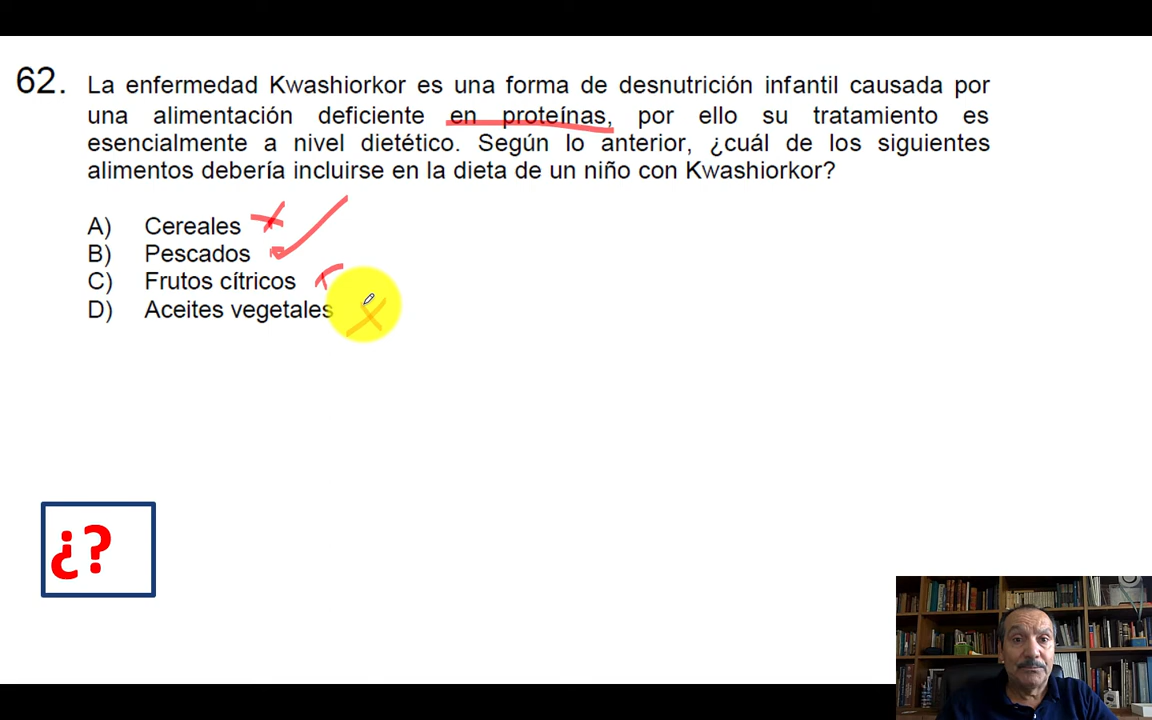 62. La enfermedad Kwashiorkor es una forma de desnutrición infantil causada por
una alimentación deficiente en proteínas, por ello su tratamiento es
esencialmente a nivel dietético. Según lo anterior, ¿cuál de los siguientes
alimentos debería incluirse en la dieta de un niño con Kwashiorkor?
A) Cereales
B) Pescados
C) Frutos cítricos
D) Aceites vegetales
¿?